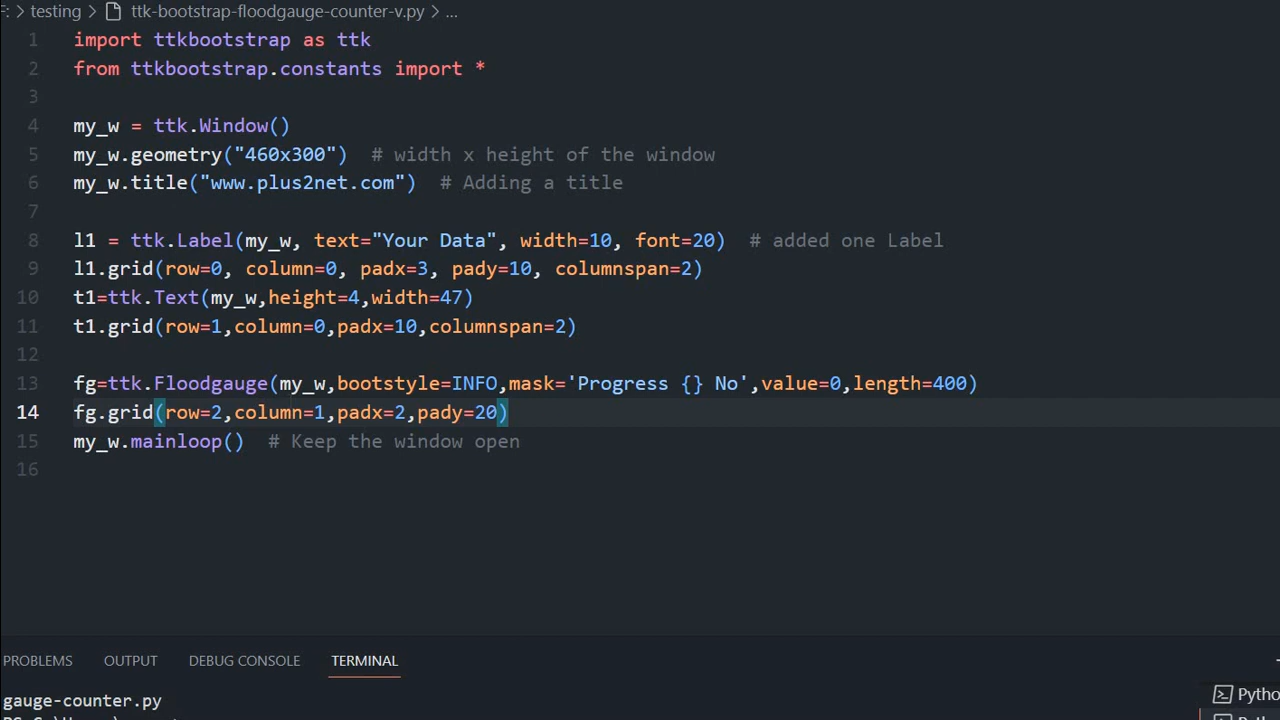 F: > testing > ttk-bootstrap-floodgauge-counter-v.py > ...
1 import ttkbootstrap as ttk
2 from ttkbootstrap.constants import *
3
4 my_w = ttk.Window()
5 my_w.geometry("460x300")  # width x height of the window
6 my_w.title("www.plus2net.com")  # Adding a title
7
8 l1 = ttk.Label(my_w, text="Your Data", width=10, font=20)  # added one Label
9 l1.grid(row=0, column=0, padx=3, pady=10, columnspan=2)
10 t1=ttk.Text(my_w,height=4,width=47)
11 t1.grid(row=1,column=0,padx=10,columnspan=2)
12
13 fg=ttk.Floodgauge(my_w,bootstyle=INFO,mask='Progress {} No',value=0,length=400)
14 fg.grid(row=2,column=1,padx=2,pady=20)
15 my_w.mainloop()  # Keep the window open
16
PROBLEMS OUTPUT DEBUG CONSOLE TERMINAL
gauge-counter.py
Pytho